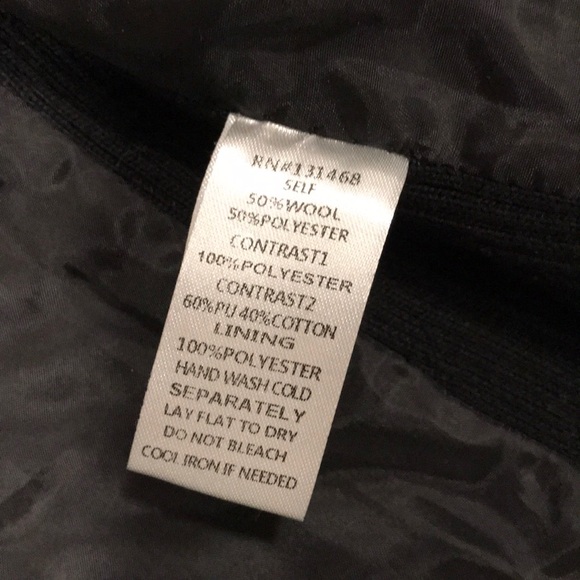 RN#131468
SELF
50%WOOL
50%POLYESTER
CONTRAST1
100%POLYESTER
CONTRAST2
60%PU 40%COTTON
LINING
100%POLYESTER
HAND WASH COLD
SEPARATELY
LAY FLAT TO DRY
DO NOT BLEACH
COOL IRON IF NEEDED